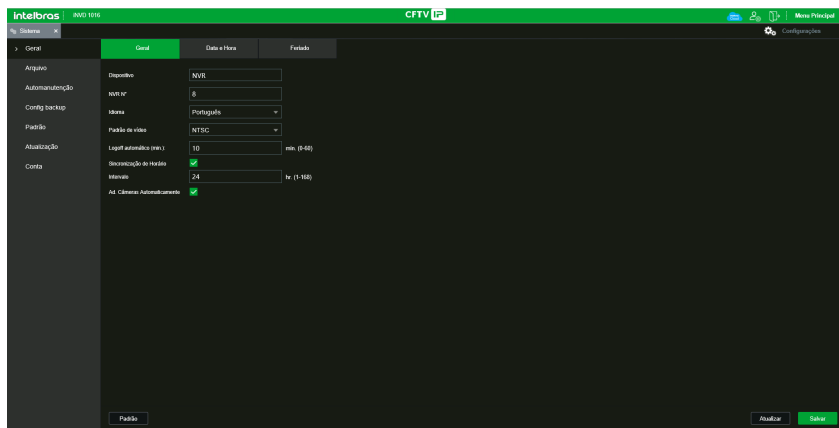 intelbras iNVD 1016 CFTV IP Menu Principal
Sistema × Configurações
> Geral Geral Data e Hora Feriado
Arquivo
Dispositivo NVR
Automanutenção
NVR N° 8
Config backup
Idioma Português
Padrão
Padrão de vídeo NTSC
Atualização
Logoff automático (min.): 10 min. (0-60)
Conta
Sincronização de Horário
Intervalo 24 hr. (1-168)
Ad. Câmeras Automaticamente
Padrão Atualizar Salvar